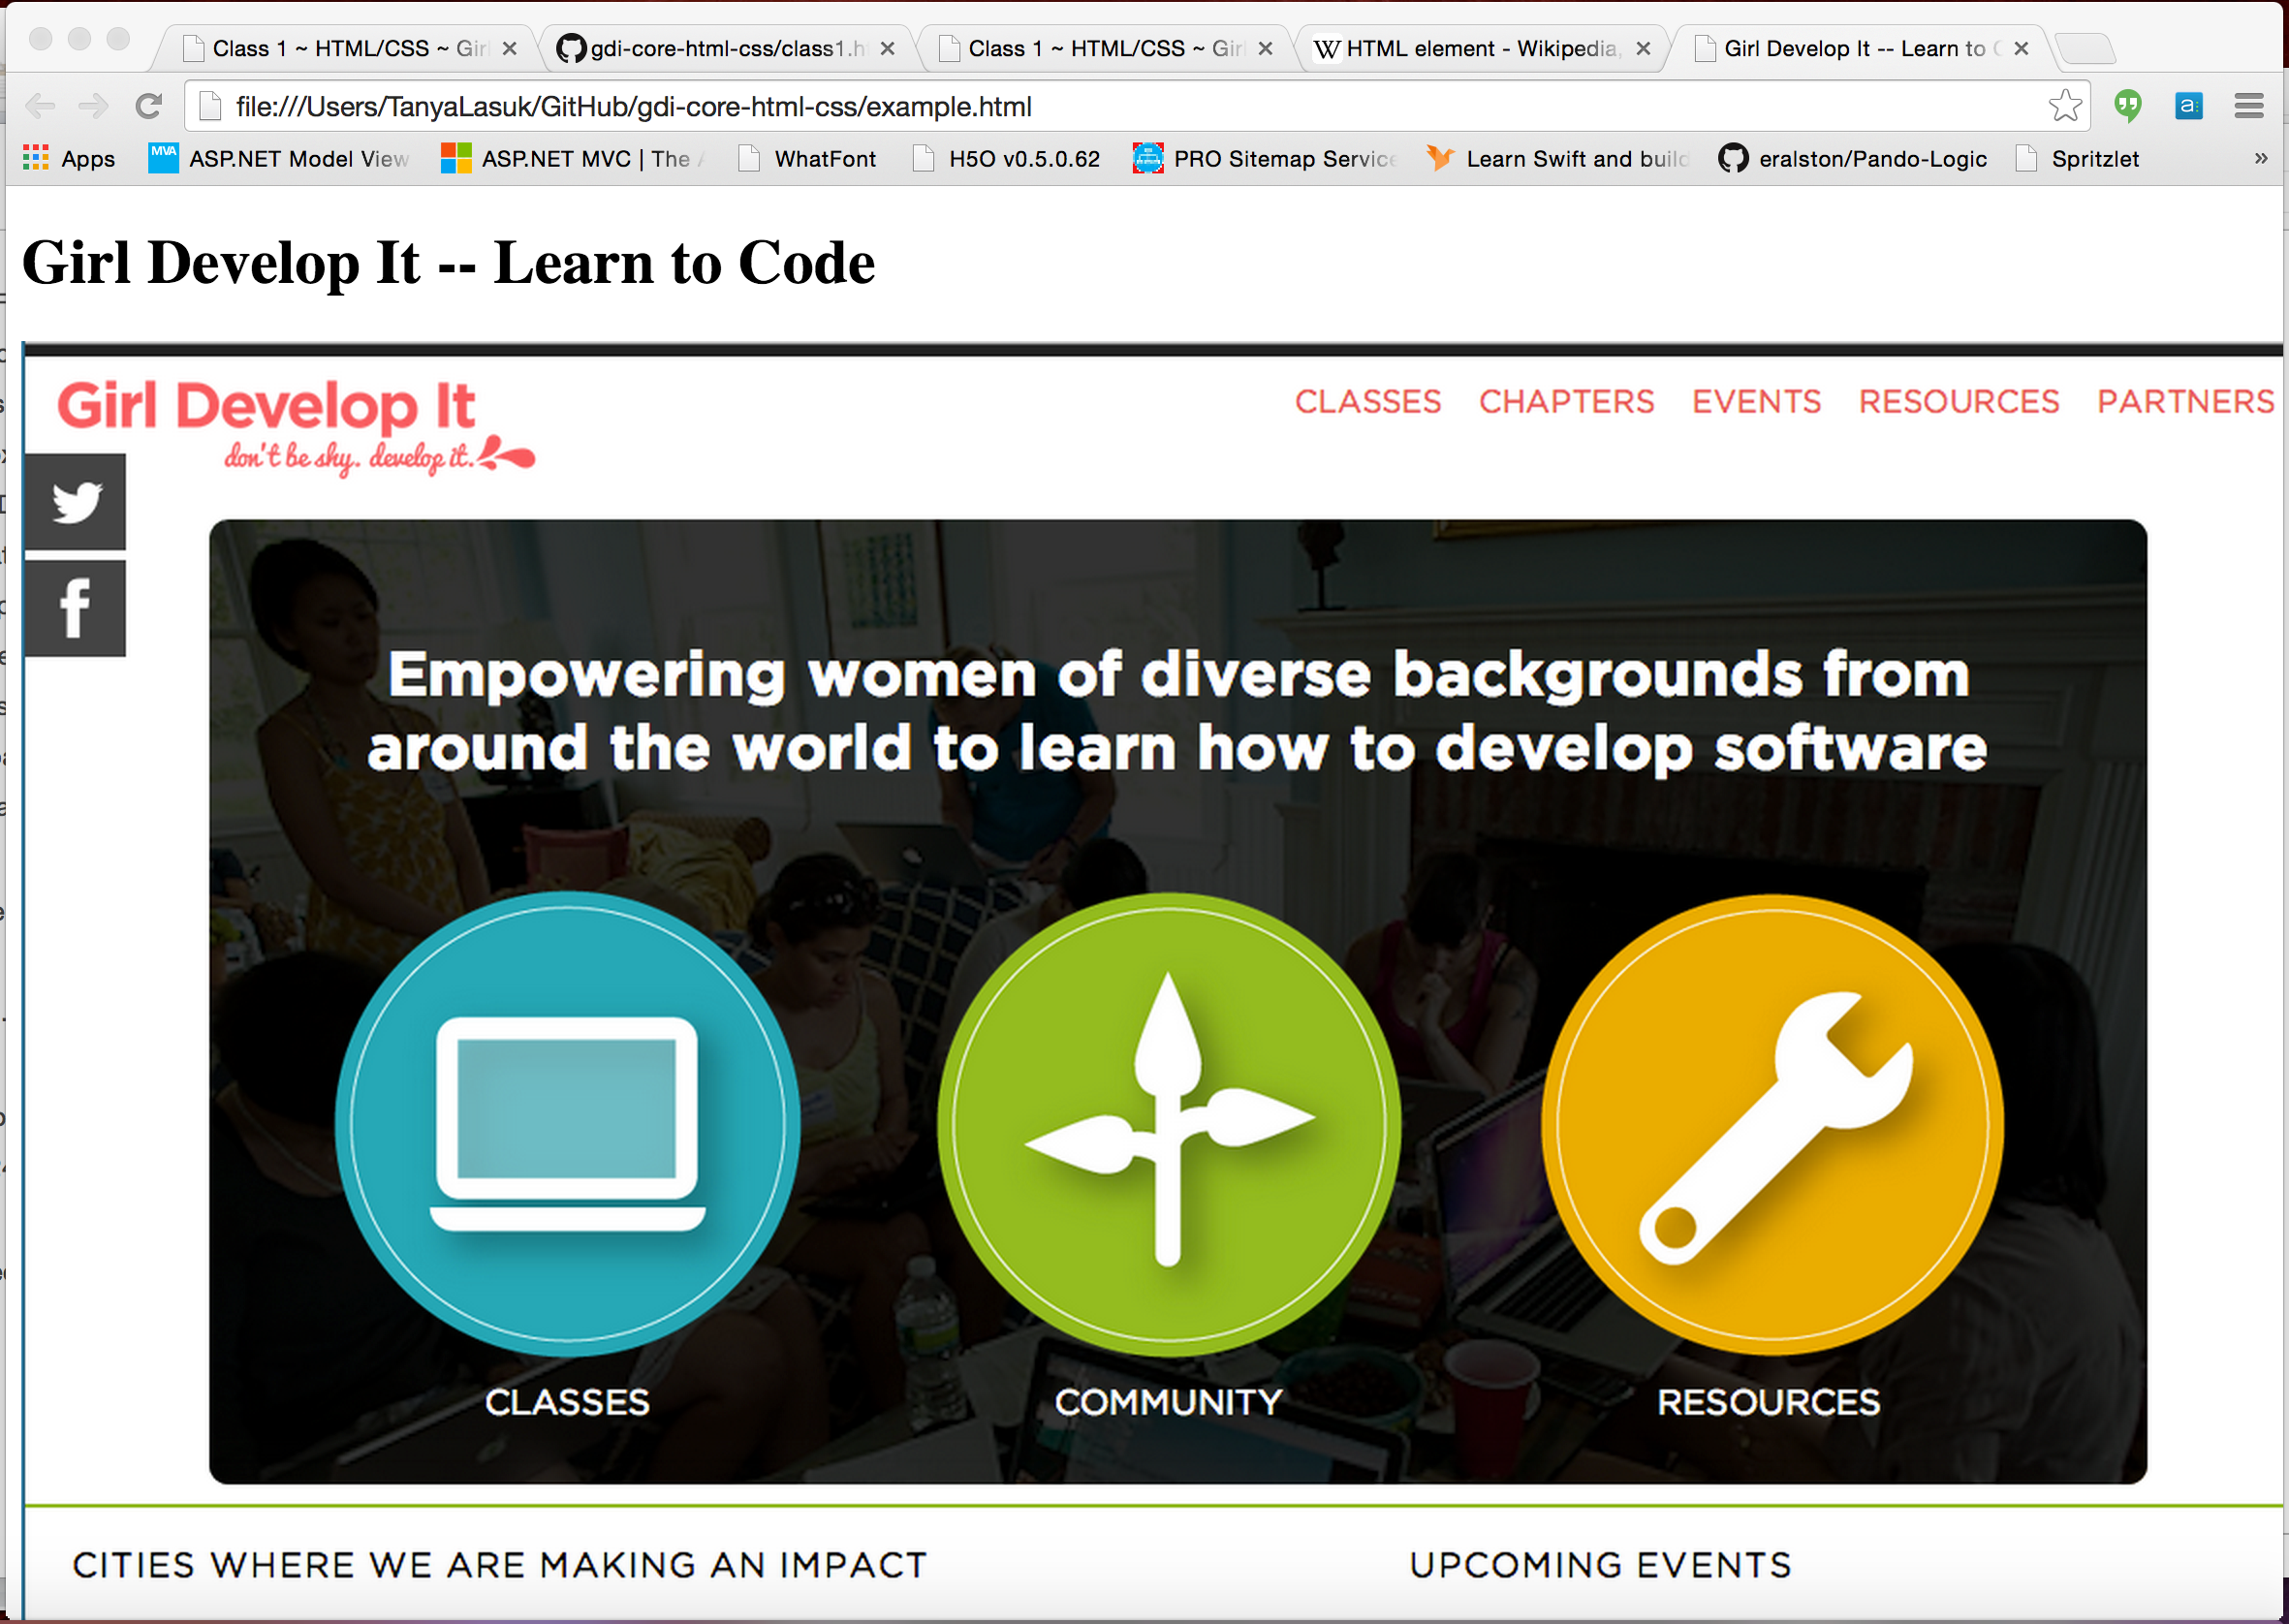 Class 1 ~ HTML/CSS ~ Girl
gdi-core-html-css/class1.h
Class 1 ~ HTML/CSS ~ Girl
HTML element - Wikipedia,
Girl Develop It -- Learn to C
file:///Users/TanyaLasuk/GitHub/gdi-core-html-css/example.html
Apps
MVA
ASP.NET Model View
ASP.NET MVC | The A
WhatFont
H5O v0.5.0.62
PRO Sitemap Service
Learn Swift and build
eralston/Pando-Logic
Spritzlet
»
Girl Develop It -- Learn to Code
Girl Develop It
don't be shy. develop it.
CLASSES CHAPTERS EVENTS RESOURCES PARTNERS
Empowering women of diverse backgrounds from
around the world to learn how to develop software
CLASSES
COMMUNITY
RESOURCES
CITIES WHERE WE ARE MAKING AN IMPACT
UPCOMING EVENTS